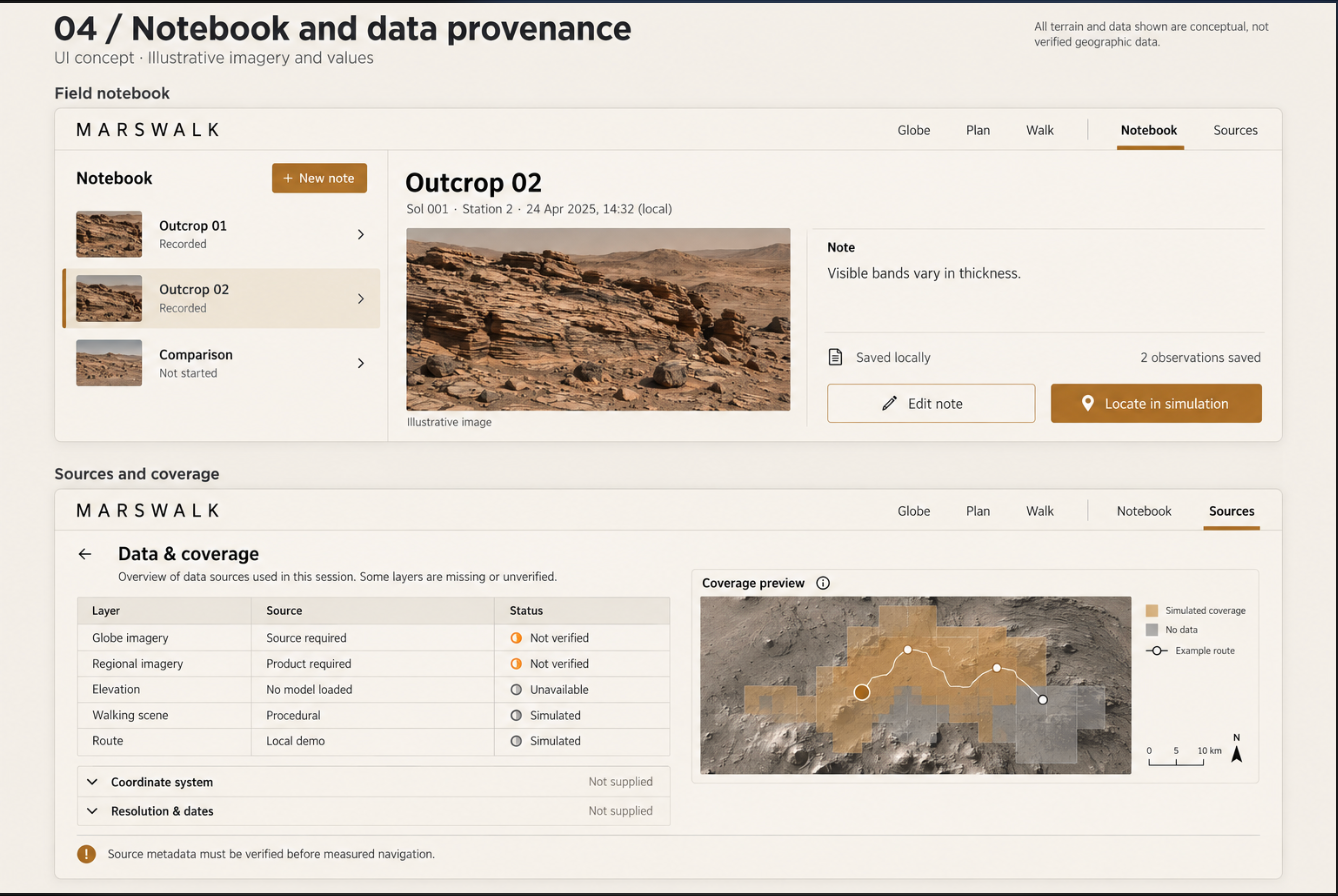 04 / Notebook and data provenance
UI concept · Illustrative imagery and values
All terrain and data shown are conceptual, not
verified geographic data.
Field notebook
MARSWALK
Globe
Plan
Walk
Notebook
Sources
Notebook
+ New note
Outcrop 01
Recorded
Outcrop 02
Recorded
Comparison
Not started
Outcrop 02
Sol 001 · Station 2 · 24 Apr 2025, 14:32 (local)
Illustrative image
Note
Visible bands vary in thickness.
Saved locally
2 observations saved
Edit note
Locate in simulation
Sources and coverage
MARSWALK
Globe
Plan
Walk
Notebook
Sources
Data & coverage
Overview of data sources used in this session. Some layers are missing or unverified.
Layer Source Status
Globe imagery Source required Not verified
Regional imagery Product required Not verified
Elevation No model loaded Unavailable
Walking scene Procedural Simulated
Route Local demo Simulated
Coordinate system Not supplied
Resolution & dates Not supplied
Coverage preview
Simulated coverage
No data
Example route
N
0 5 10 km
Source metadata must be verified before measured navigation.